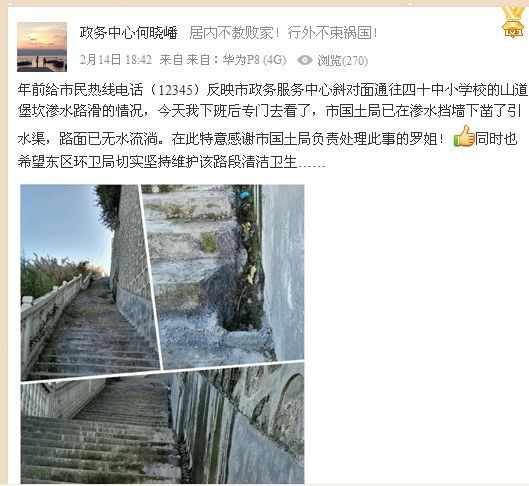 政务中心何晓嶓 居内不教败家！行外不束祸国！
LV.1
2月14日 18:42 来自 来自：华为P8 (4G) 浏览(270)
年前给市民热线电话（12345）反映市政务服务中心斜对面通往四十中小学校的山道
堡坎渗水路滑的情况，今天我下班后专门去看了，市国土局已在渗水挡墙下凿了引
水渠，路面已无水流淌。在此特意感谢市国土局负责处理此事的罗姐！同时也
希望东区环卫局切实坚持维护该路段清洁卫生……